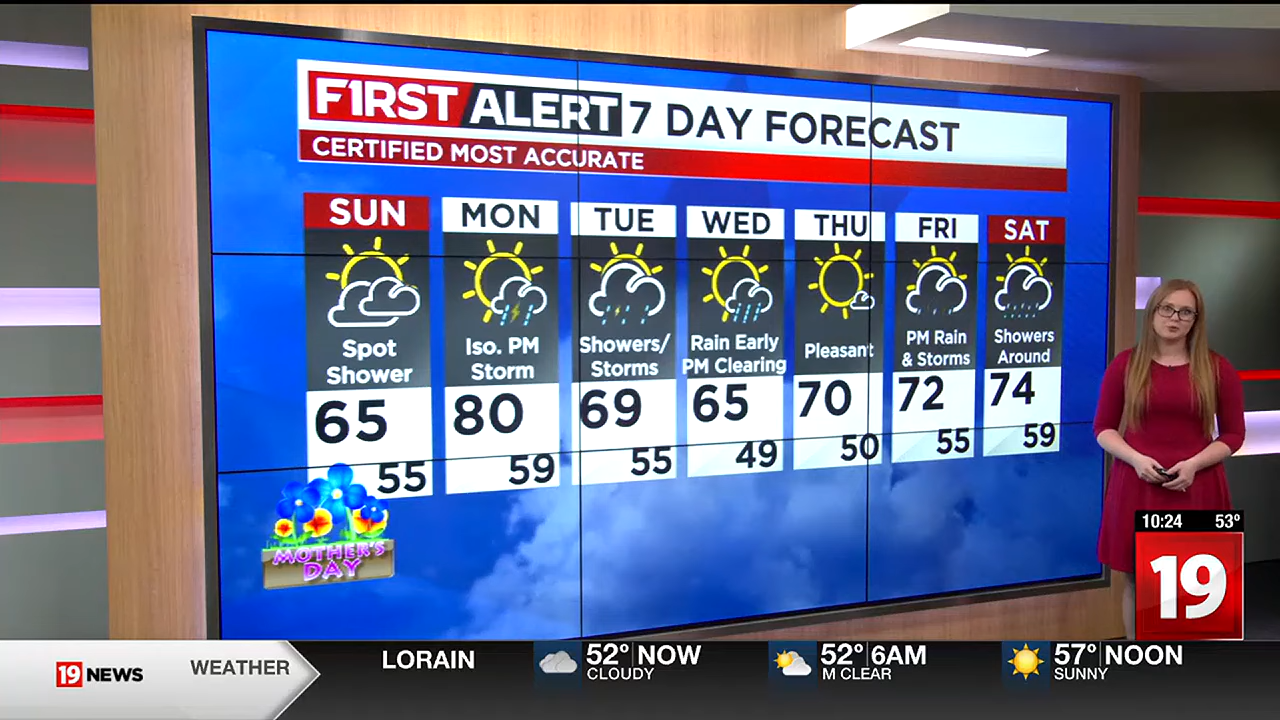 F1RST ALERT 7 DAY FORECAST
CERTIFIED MOST ACCURATE
SUN MON TUE WED THU FRI SAT
Spot
Shower
Iso. PM
Storm
Showers/
Storms
Rain Early
PM Clearing
Pleasant
PM Rain
& Storms
Showers
Around
65 80 69 65 70 72 74
55 59 55 49 50 55 59
MOTHER'S
DAY
10:24 53°
19
19 NEWS WEATHER
LORAIN
52° NOW
CLOUDY
52° 6AM
M CLEAR
57° NOON
SUNNY